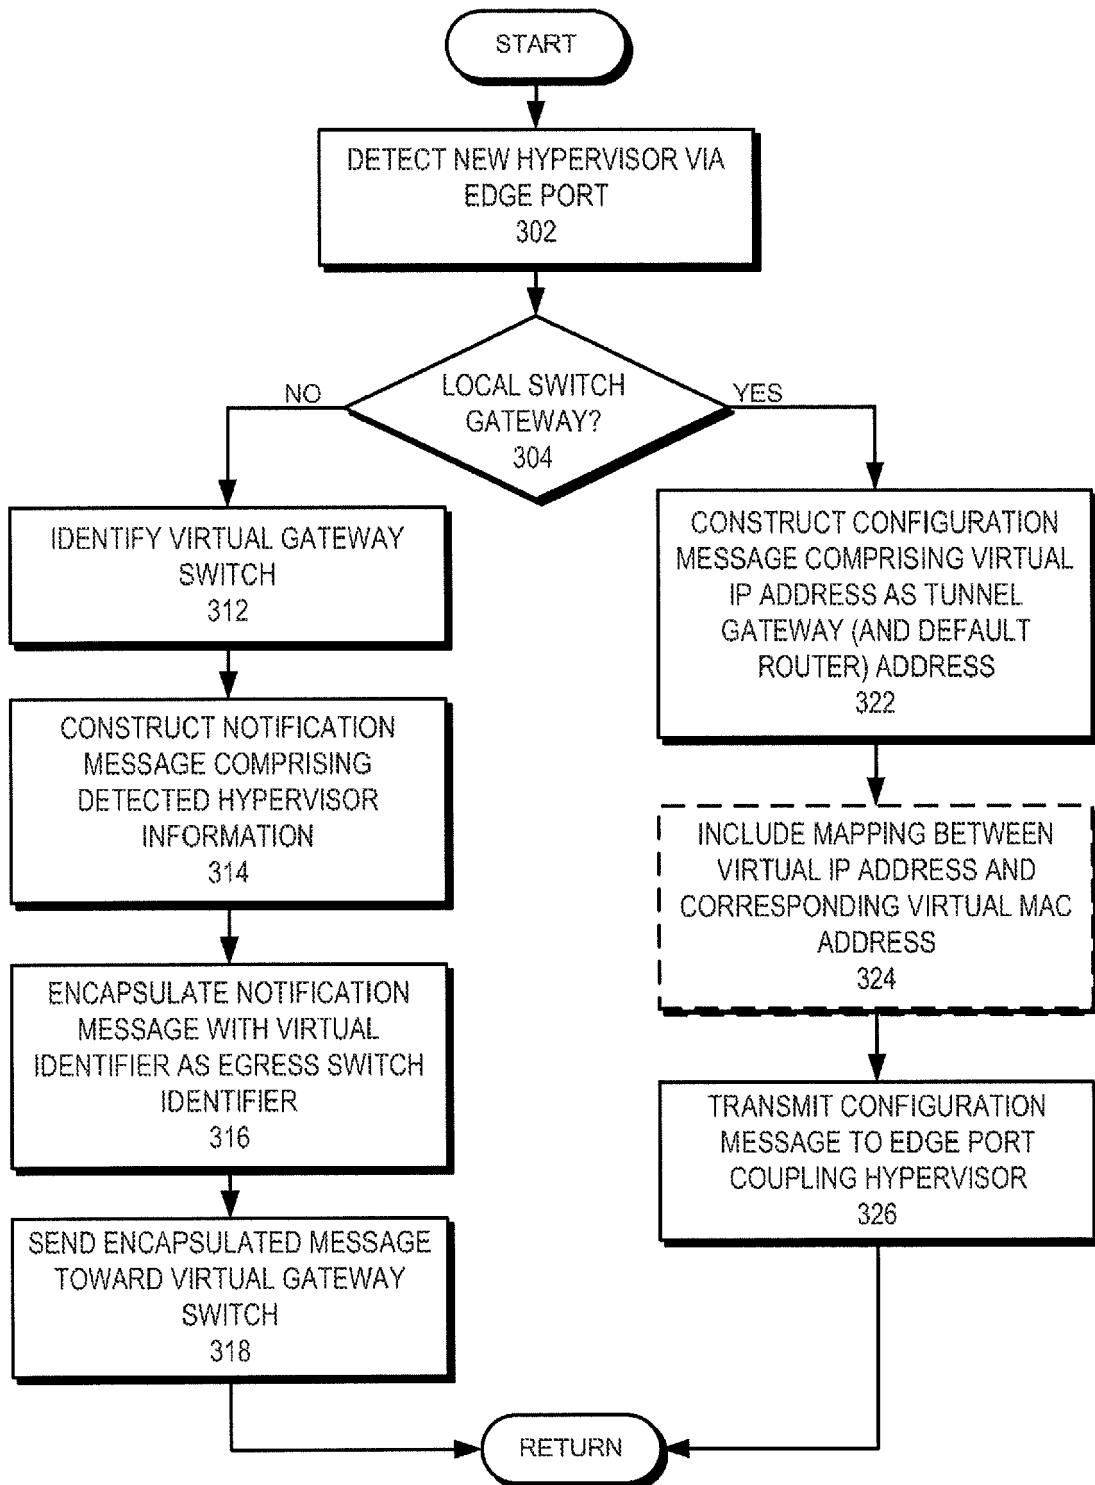 START
DETECT NEW HYPERVISOR VIA
EDGE PORT
302
LOCAL SWITCH
GATEWAY?
304
NO
YES
IDENTIFY VIRTUAL GATEWAY
SWITCH
312
CONSTRUCT NOTIFICATION
MESSAGE COMPRISING
DETECTED HYPERVISOR
INFORMATION
314
ENCAPSULATE NOTIFICATION
MESSAGE WITH VIRTUAL
IDENTIFIER AS EGRESS SWITCH
IDENTIFIER
316
SEND ENCAPSULATED MESSAGE
TOWARD VIRTUAL GATEWAY
SWITCH
318
CONSTRUCT CONFIGURATION
MESSAGE COMPRISING VIRTUAL
IP ADDRESS AS TUNNEL
GATEWAY (AND DEFAULT
ROUTER) ADDRESS
322
INCLUDE MAPPING BETWEEN
VIRTUAL IP ADDRESS AND
CORRESPONDING VIRTUAL MAC
ADDRESS
324
TRANSMIT CONFIGURATION
MESSAGE TO EDGE PORT
COUPLING HYPERVISOR
326
RETURN